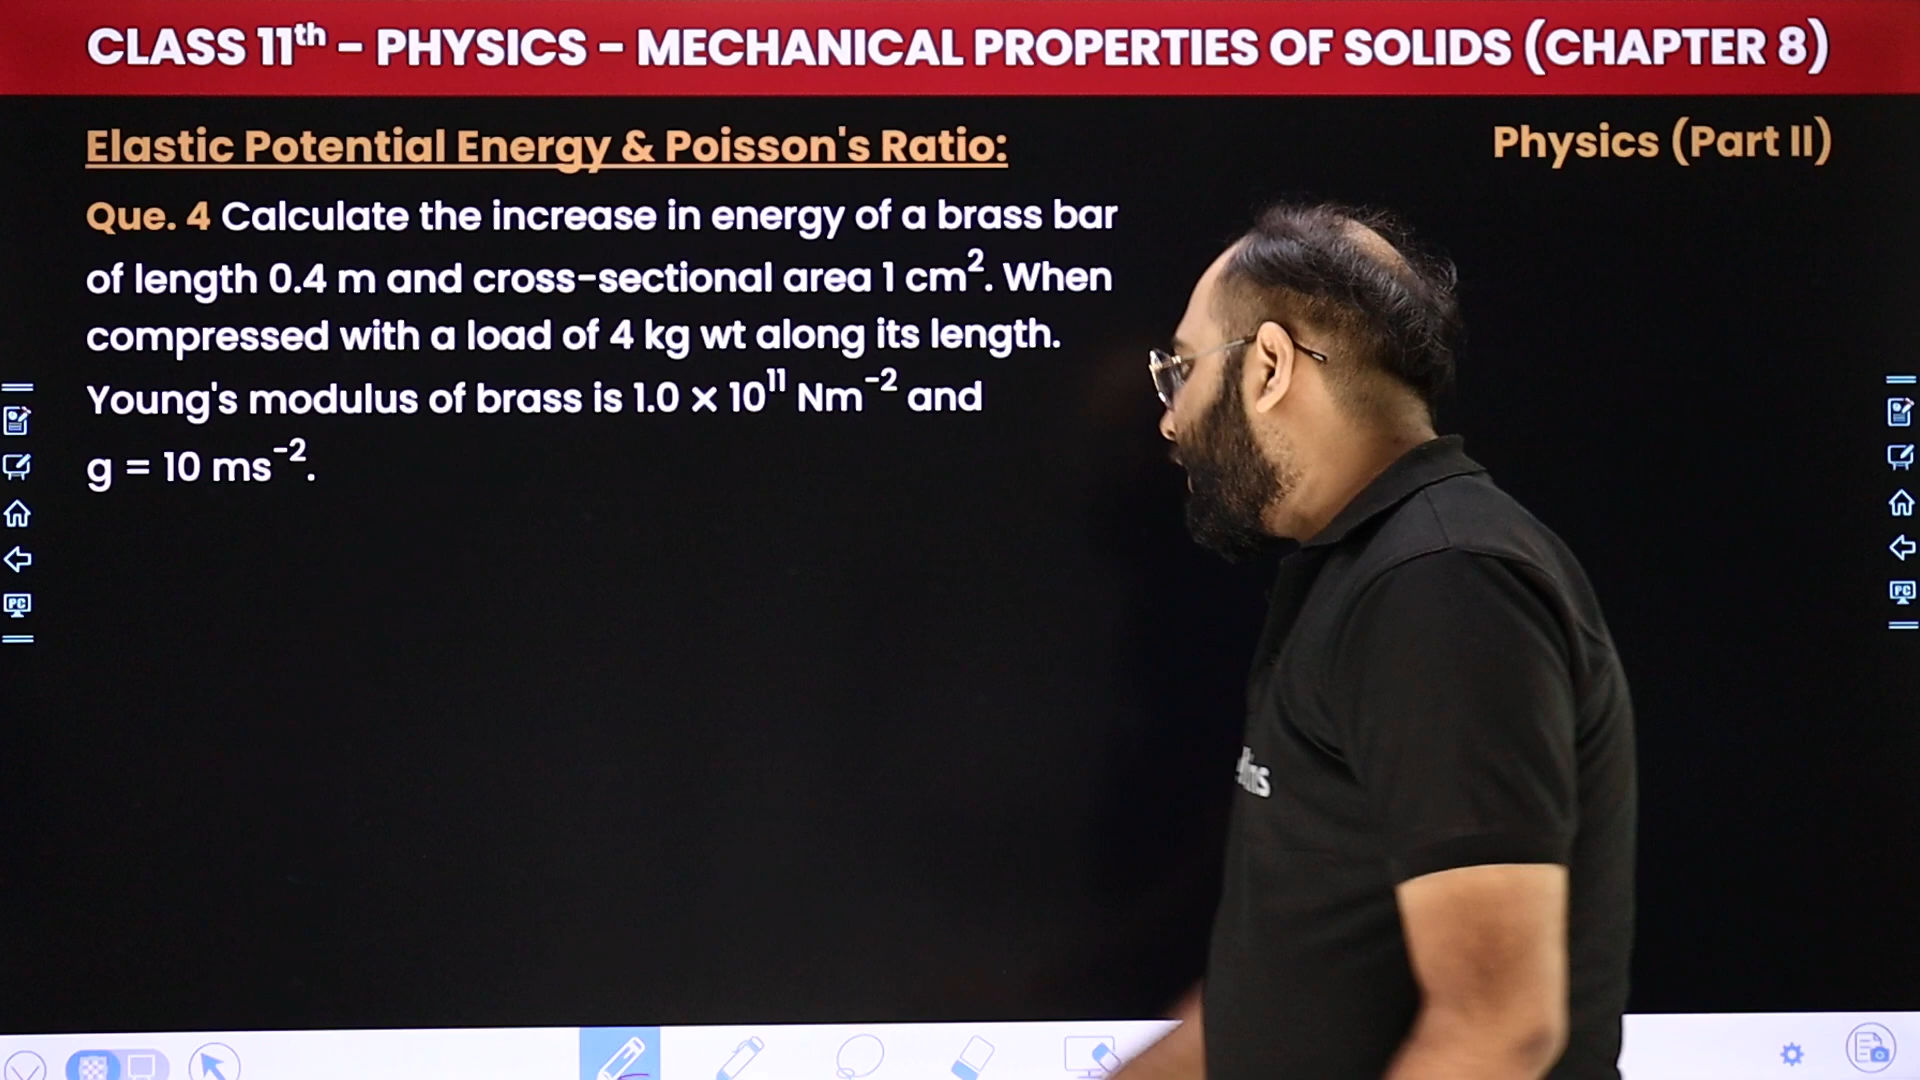 CLASS 11th – PHYSICS – MECHANICAL PROPERTIES OF SOLIDS (CHAPTER 8)
Elastic Potential Energy & Poisson's Ratio:
Physics (Part II)
Que. 4 Calculate the increase in energy of a brass bar
of length 0.4 m and cross-sectional area 1 cm². When
compressed with a load of 4 kg wt along its length.
Young's modulus of brass is 1.0 × 10¹¹ Nm⁻² and
g = 10 ms⁻².
PC
PC